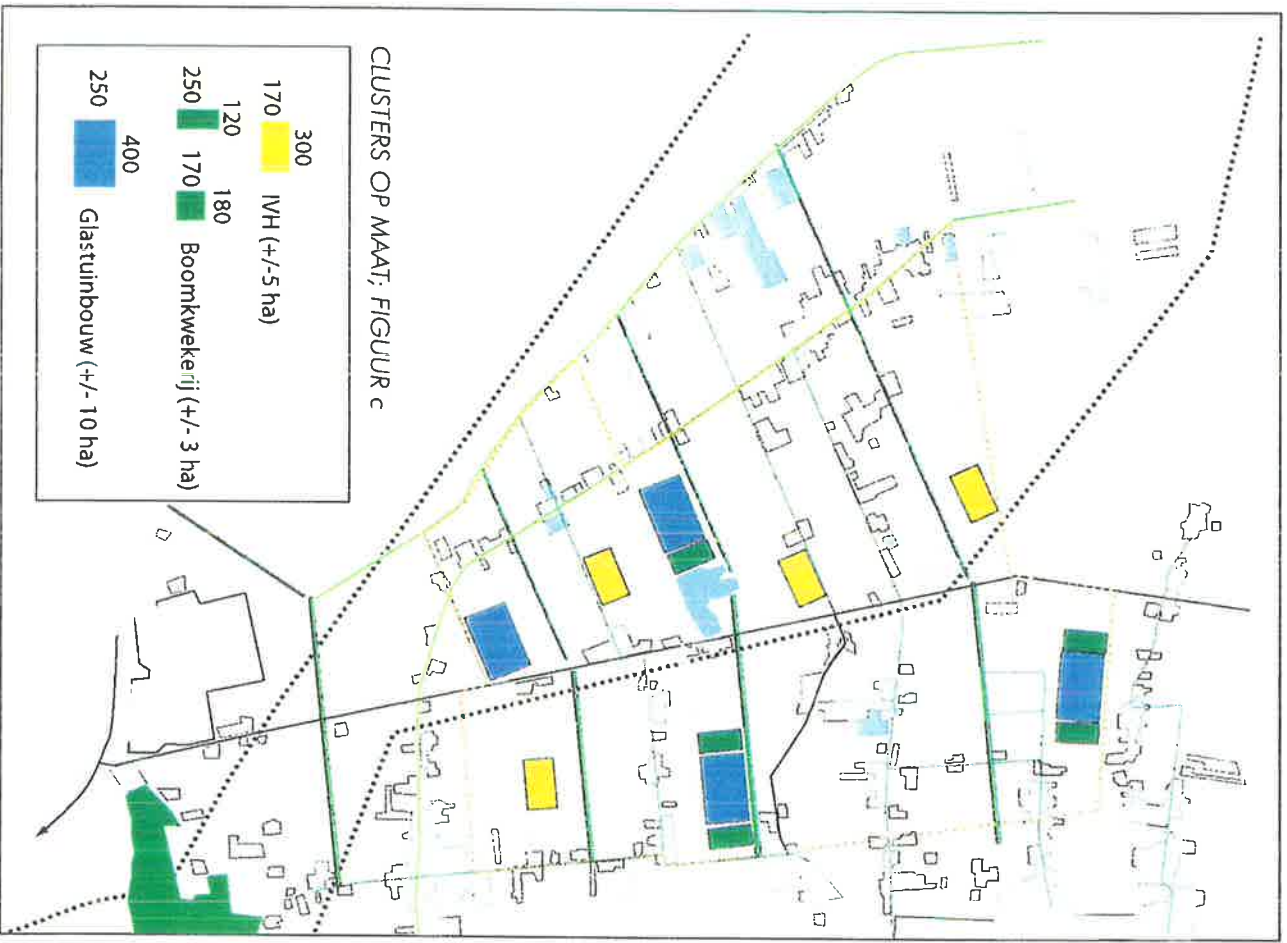 CLUSTERS OP MAAT; FIGUUR c
300
170 IVH (+/-5 ha)
120 180
250 170 Boomkwekerij (+/- 3 ha)
400
250 Glastuinbouw (+/- 10 ha)